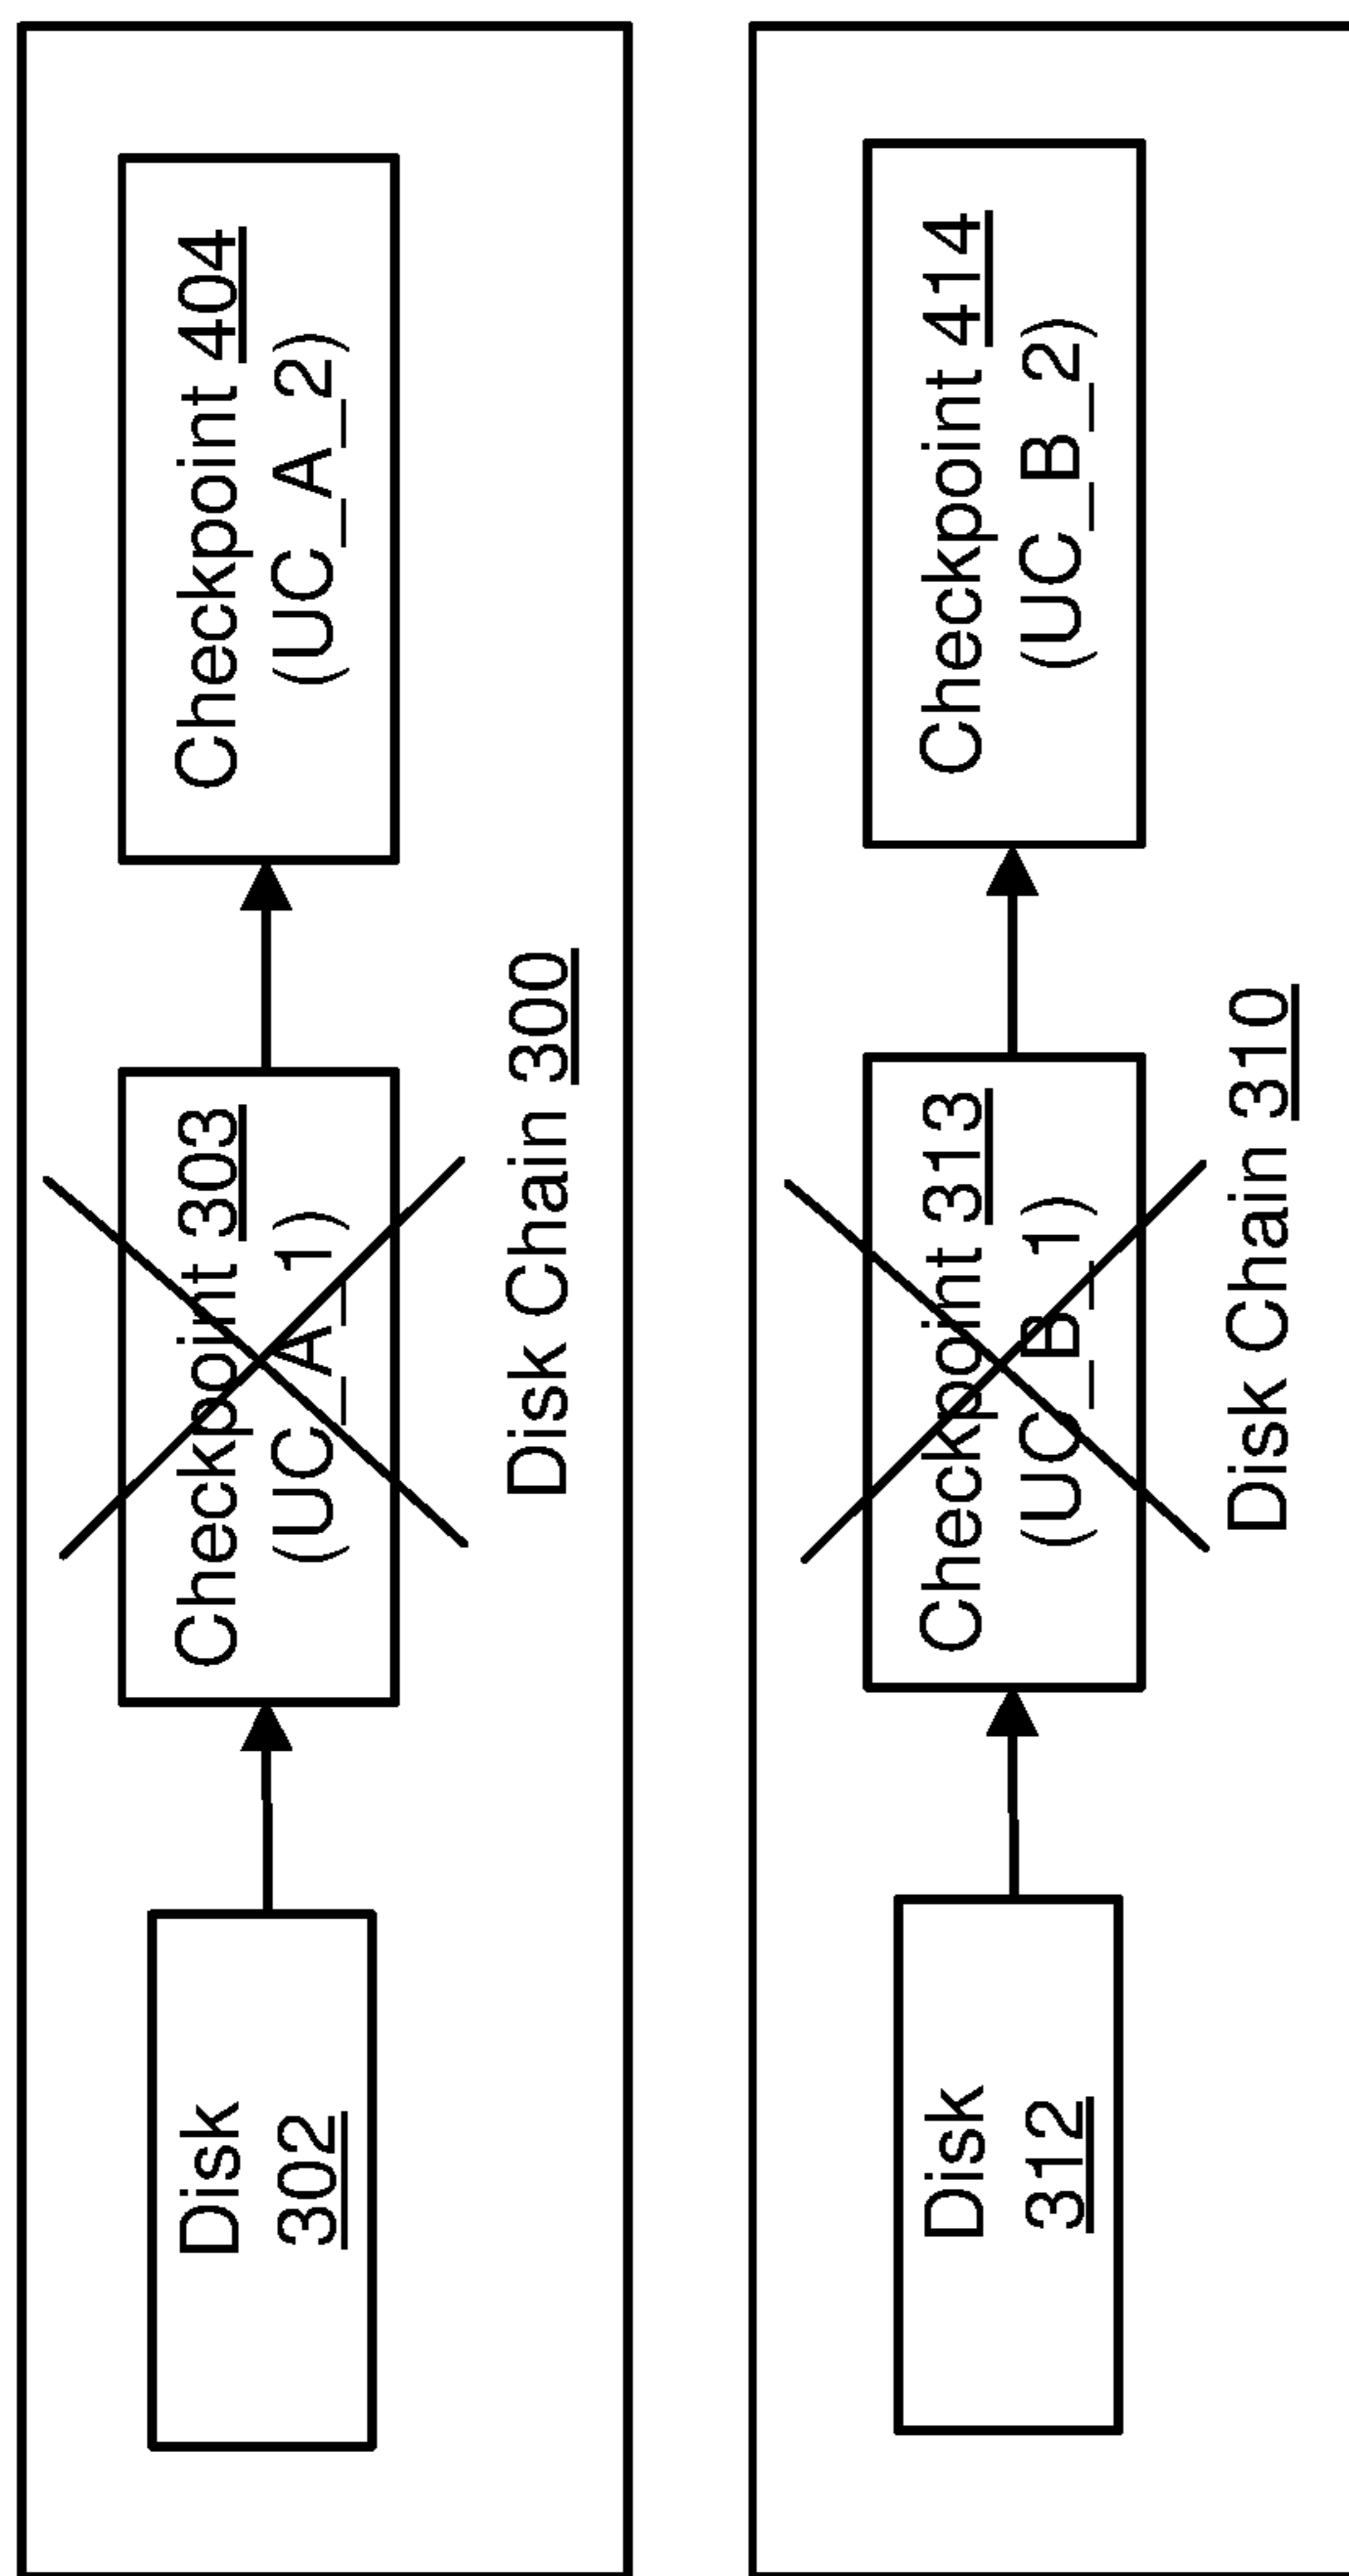 Disk
302
Checkpoint 303
(UC_A_1)
Checkpoint 404
(UC_A_2)
Disk Chain 300
Disk
312
Checkpoint 313
(UC_B_1)
Checkpoint 414
(UC_B_2)
Disk Chain 310